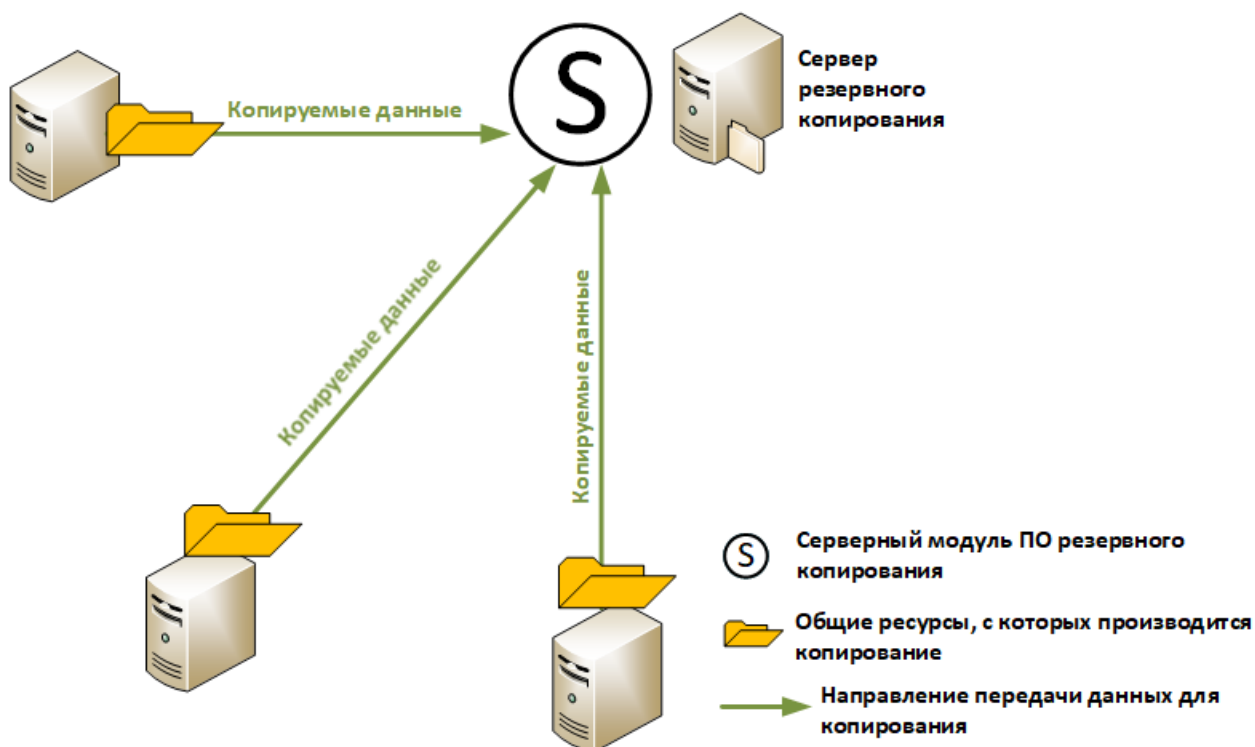 S
Сервер
резервного
копирования
Копируемые данные
Копируемые данные
Копируемые данные
S
Серверный модуль ПО резервного
копирования
Общие ресурсы, с которых производится
копирование
Направление передачи данных для
копирования